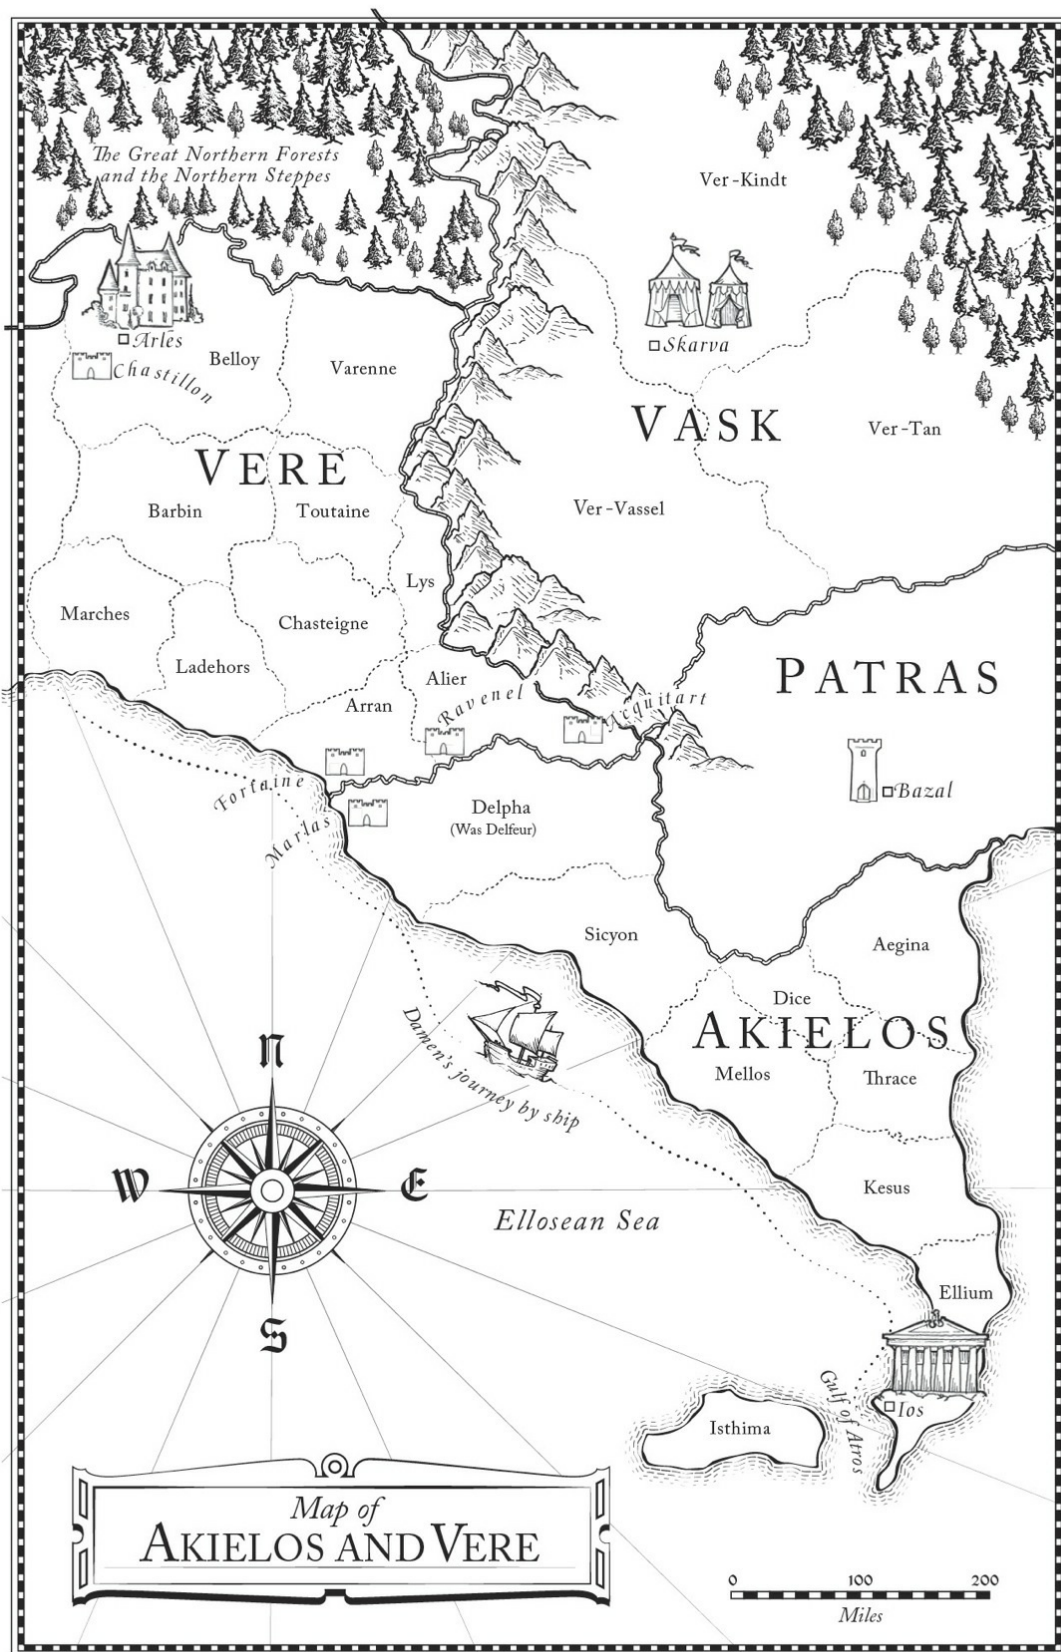 The Great Northern Forests
and the Northern Steppes
Ver-Kindt
Arles
Skarva
Chastillon
Belloy
Varenne
VASK
Ver-Tan
VERE
Barbin
Toutaine
Ver-Vassel
Lys
Marches
Chasteigne
Ladehors
Alier
PATRAS
Arran
Ravenel
Acquitart
Fortaine
Bazal
Marlas
Delpha
(Was Delfeur)
Sicyon
Aegina
Dice
AKIELOS
Mellos
Thrace
Damen's journey by ship
N
W
E
S
Kesus
Ellosean Sea
Ellium
Gulf of Atros
Ios
Isthima
Map of
AKIELOS AND VERE
0 100 200
Miles